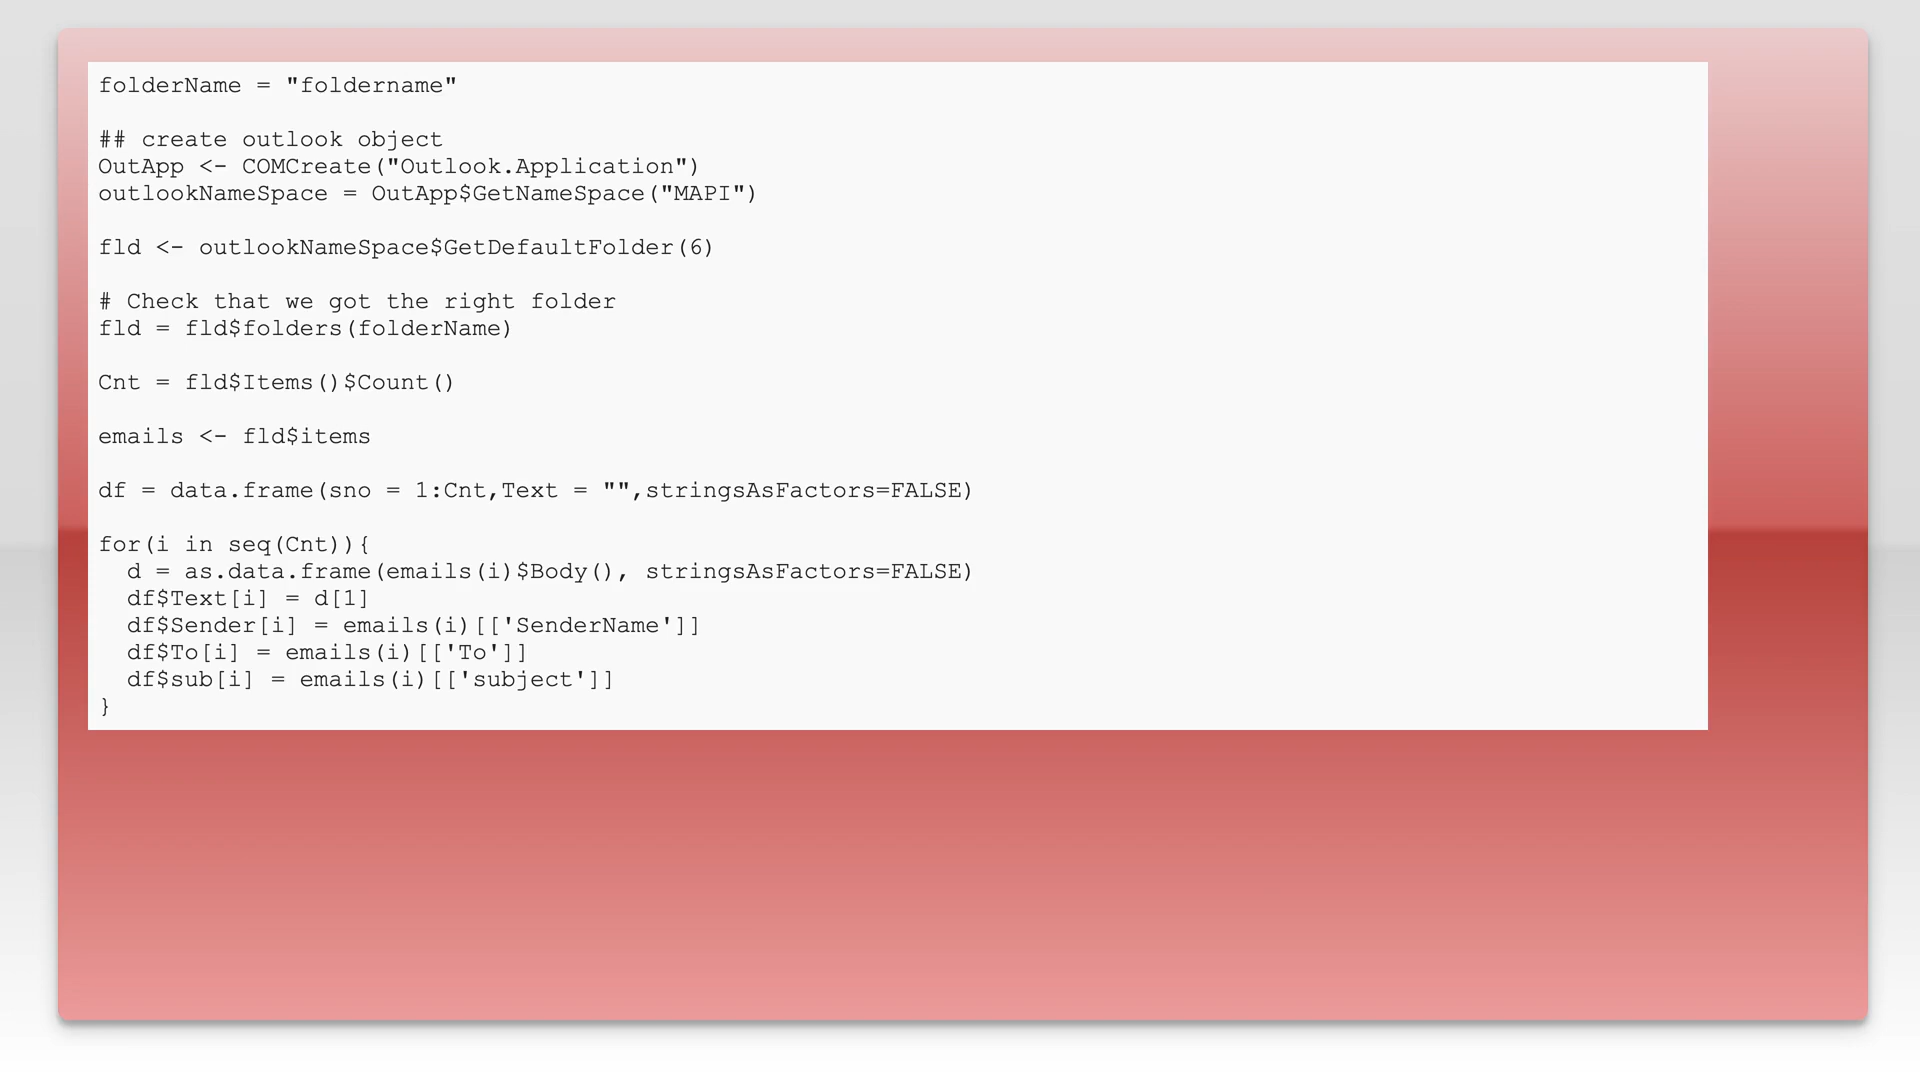 folderName = "foldername"
## create outlook object
OutApp <- COMCreate("Outlook.Application")
outlookNameSpace = OutApp$GetNameSpace("MAPI")
fld <- outlookNameSpace$GetDefaultFolder(6)
# Check that we got the right folder
fld = fld$folders(folderName)
Cnt = fld$Items()$Count()
emails <- fld$items
df = data.frame(sno = 1:Cnt,Text = "",stringsAsFactors=FALSE)
for(i in seq(Cnt)){
  d = as.data.frame(emails(i)$Body(), stringsAsFactors=FALSE)
  df$Text[i] = d[1]
  df$Sender[i] = emails(i)[['SenderName']]
  df$To[i] = emails(i)[['To']]
  df$sub[i] = emails(i)[['subject']]
}